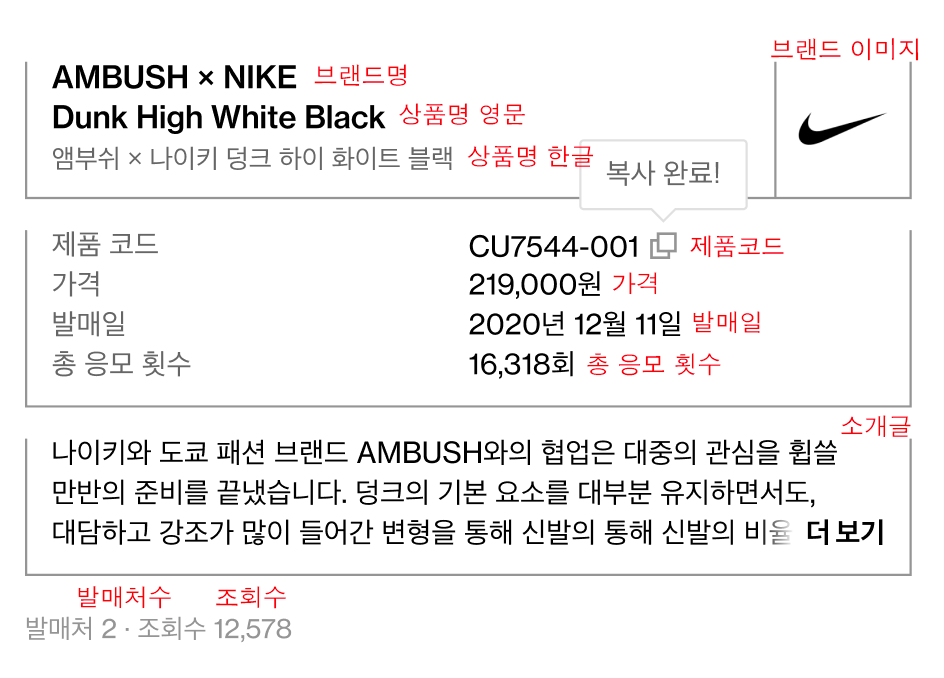 브랜드 이미지
AMBUSH × NIKE 브랜드명
Dunk High White Black 상품명 영문
앰부쉬 × 나이키 덩크 하이 화이트 블랙 상품명 한글
복사 완료!
제품 코드 CU7544-001 제품코드
가격 219,000원 가격
발매일 2020년 12월 11일 발매일
총 응모 횟수 16,318회 총 응모 횟수
소개글
나이키와 도쿄 패션 브랜드 AMBUSH와의 협업은 대중의 관심을 휩쓸
만반의 준비를 끝냈습니다. 덩크의 기본 요소를 대부분 유지하면서도,
대담하고 강조가 많이 들어간 변형을 통해 신발의 통해 신발의 비율 더 보기
발매처수 조회수
발매처 2 · 조회수 12,578